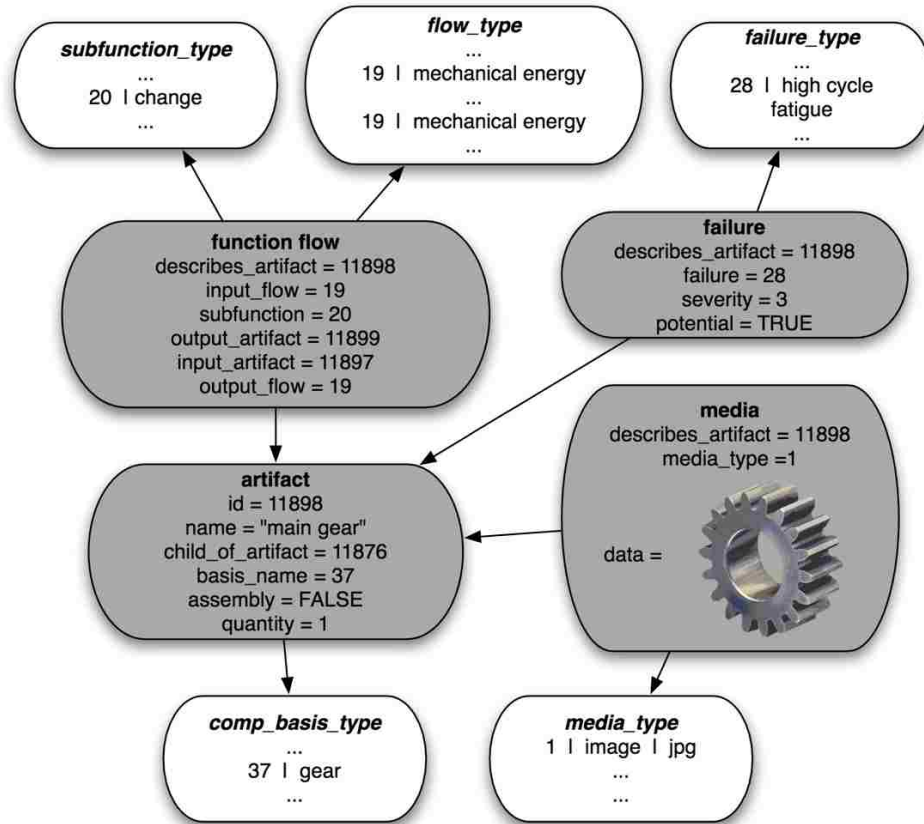 subfunction_type
...
20 | change
...
flow_type
...
19 | mechanical energy
...
19 | mechanical energy
...
failure_type
...
28 | high cycle
fatigue
...
function flow
describes_artifact = 11898
input_flow = 19
subfunction = 20
output_artifact = 11899
input_artifact = 11897
output_flow = 19
failure
describes_artifact = 11898
failure = 28
severity = 3
potential = TRUE
artifact
id = 11898
name = "main gear"
child_of_artifact = 11876
basis_name = 37
assembly = FALSE
quantity = 1
media
describes_artifact = 11898
media_type =1
data =
comp_basis_type
...
37 | gear
...
media_type
1 | image | jpg
...
...